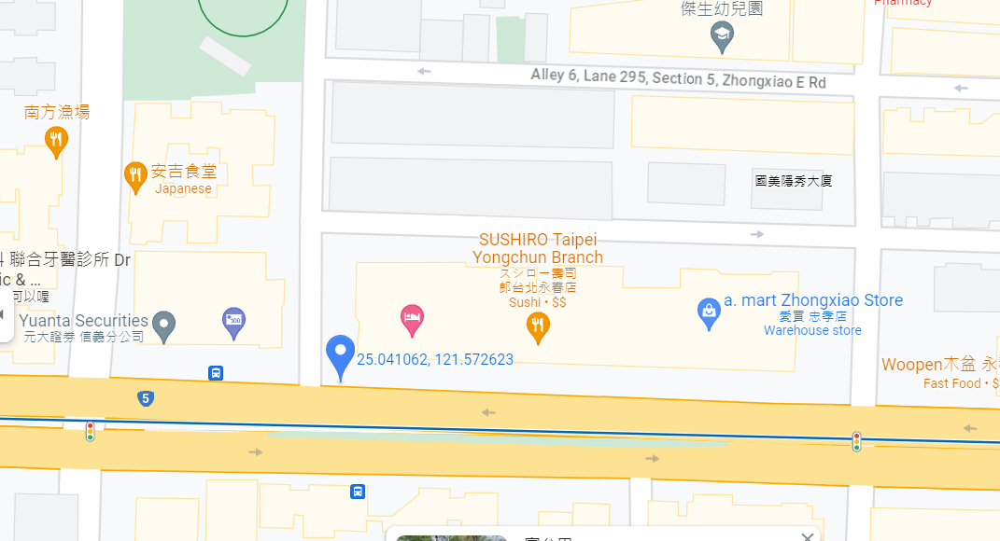 傑生幼兒園
Pharmacy
Alley 6, Lane 295, Section 5, Zhongxiao E Rd
南方漁場
安吉食堂
Japanese
國美隱秀大廈
SUSHIRO Taipei
Yongchun Branch
スシロー壽司
郎台北永春店
Sushi • $$
聯合牙醫診所 Dr
ic & ...
可以喔
a. mart Zhongxiao Store
愛買 忠孝店
Warehouse store
Yuanta Securities
元大證券 信義分公司
100
25.041062, 121.572623
Woopen木盆 永
Fast Food • $
5